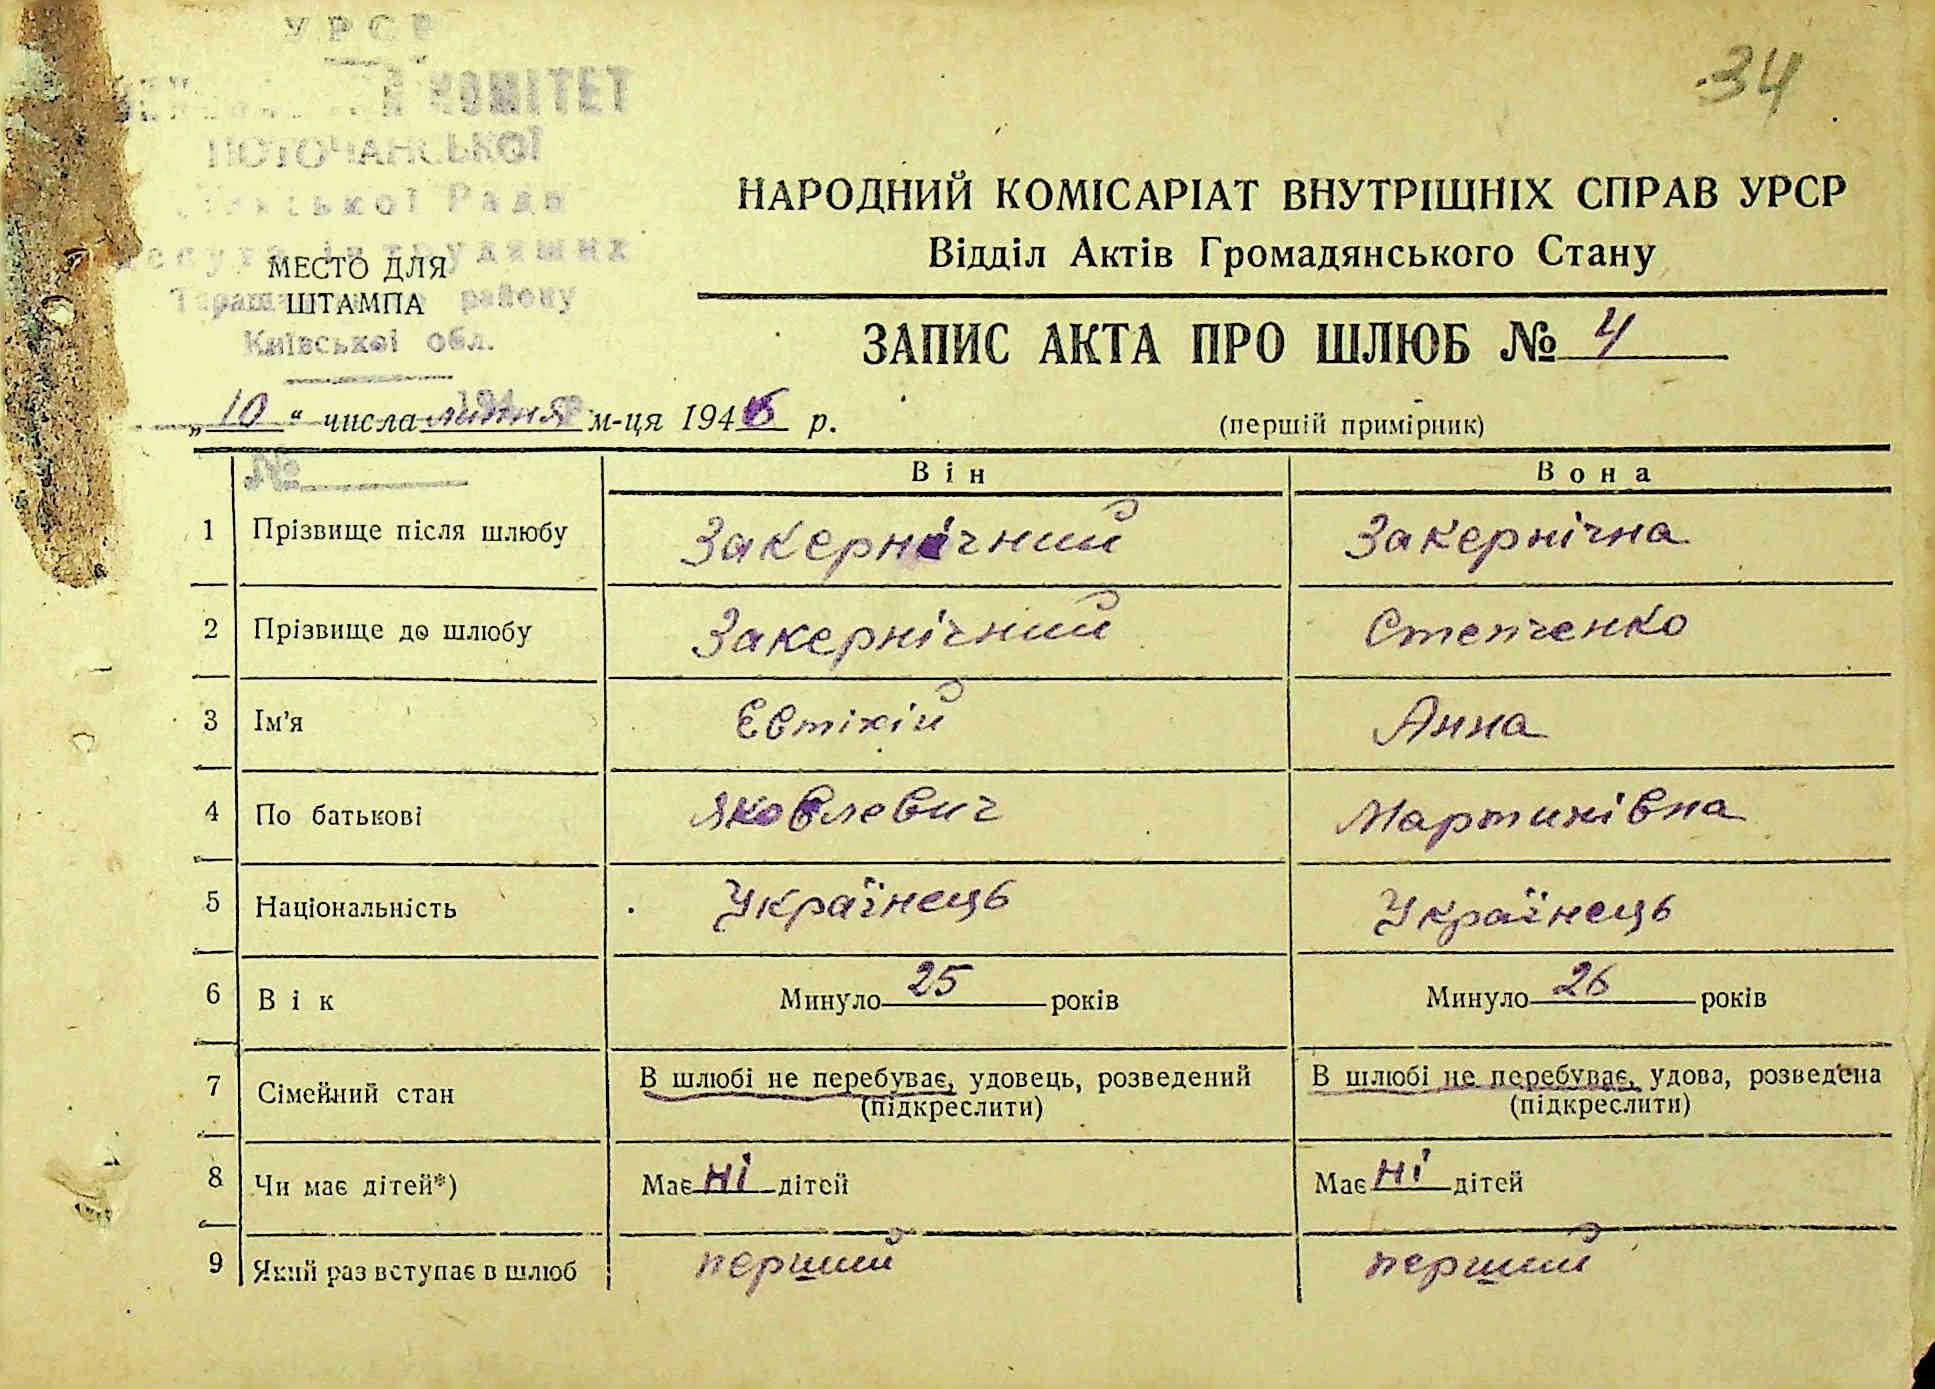 34
УРСР
КОМІТЕТ
ПОТОЧАНСЬКОЇ
Сільської Ради
депутатів трудящих
МЕСТО ДЛЯ
ШТАМПА
району
Київської обл.
НАРОДНИЙ КОМІСАРІАТ ВНУТРІШНІХ СПРАВ УРСР
Відділ Актів Громадянського Стану
ЗАПИС АКТА ПРО ШЛЮБ № 4
„10“ числа липня м-ця 1946 р.
(перший примірник)
№
Він Вона
1 Прізвище після шлюбу Закернічний Закернічна
2 Прізвище до шлюбу Закернічний Степченко
3 Ім'я Евтіхій Анна
4 По батькові Яковлевич Мартинівна
5 Національність Українець Українець
6 Вік Минуло 25 років Минуло 26 років
7 Сімейний стан В шлюбі не перебуває, удовець, розведений В шлюбі не перебуває, удова, розведена
(підкреслити) (підкреслити)
8 Чи має дітей*) Має ні дітей Має ні дітей
9 Який раз вступає в шлюб перший перший